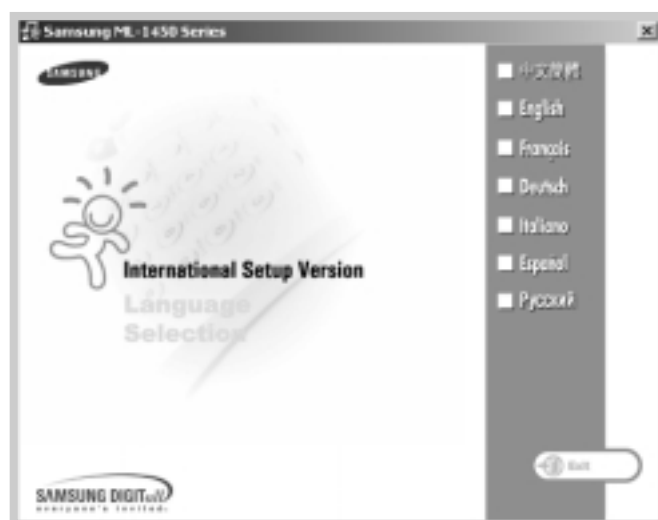 Samsung ML-1450 Series
SAMSUNG
中文简体
English
Français
Deutsch
Italiano
Español
Русский
International Setup Version
Language
Selection
Exit
SAMSUNG DIGITall
everyone's invited.